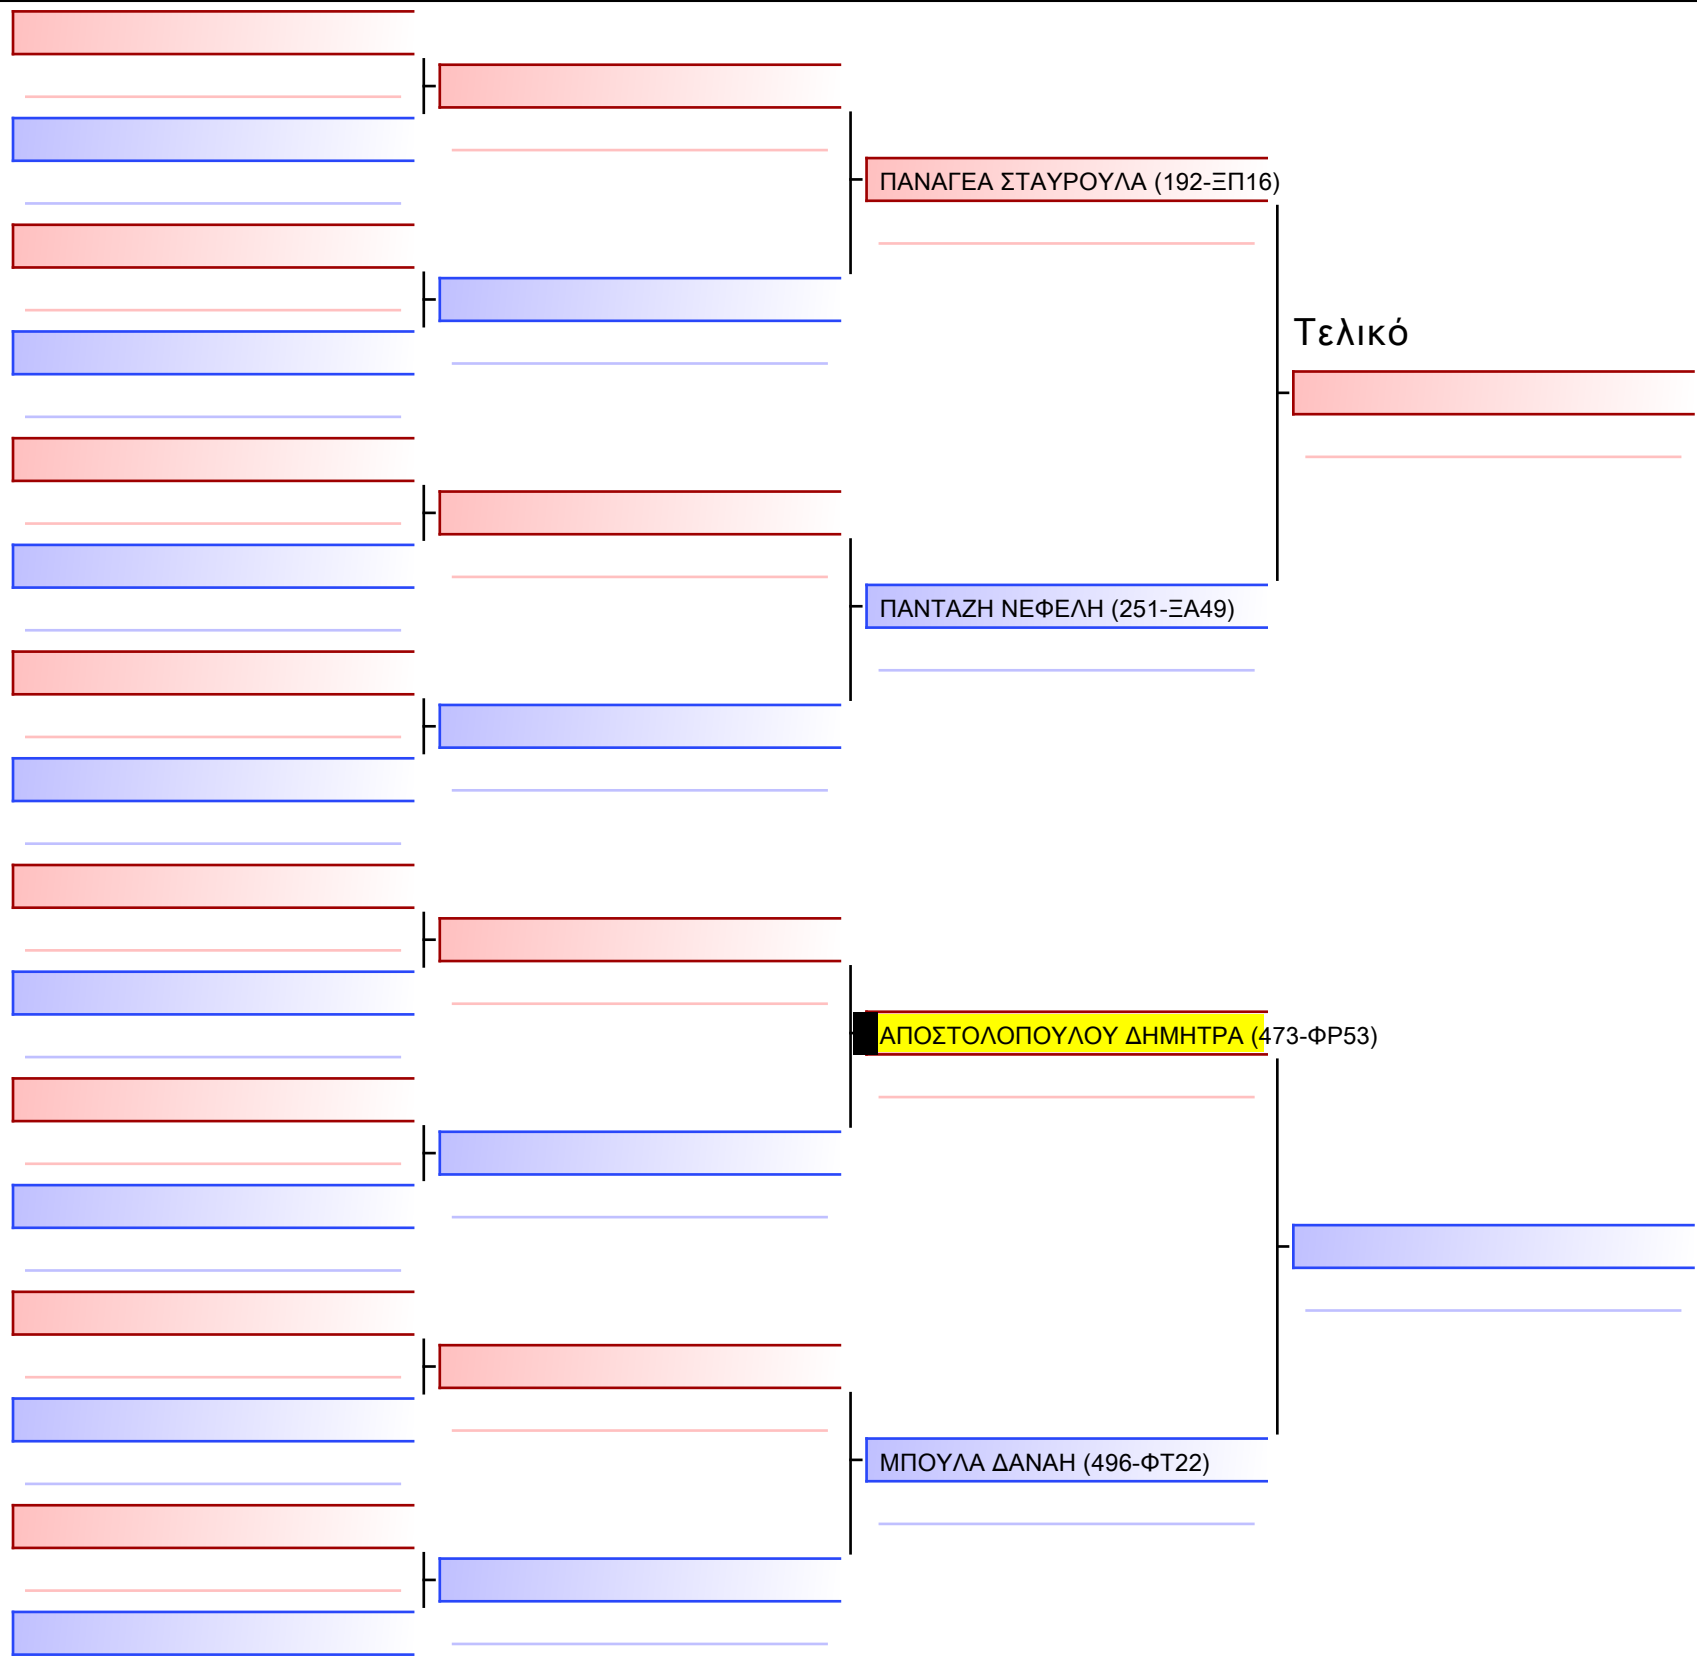 ΠΑΝΑΓΕΑ ΣΤΑΥΡΟΥΛΑ (192-ΞΠ16)
Τελικό
ΠΑΝΤΑΖΗ ΝΕΦΕΛΗ (251-ΞΑ49)
ΑΠΟΣΤΟΛΟΠΟΥΛΟΥ ΔΗΜΗΤΡΑ (473-ΦΡ53)
ΜΠΟΥΛΑ ΔΑΝΑΗ (496-ΦΤ22)